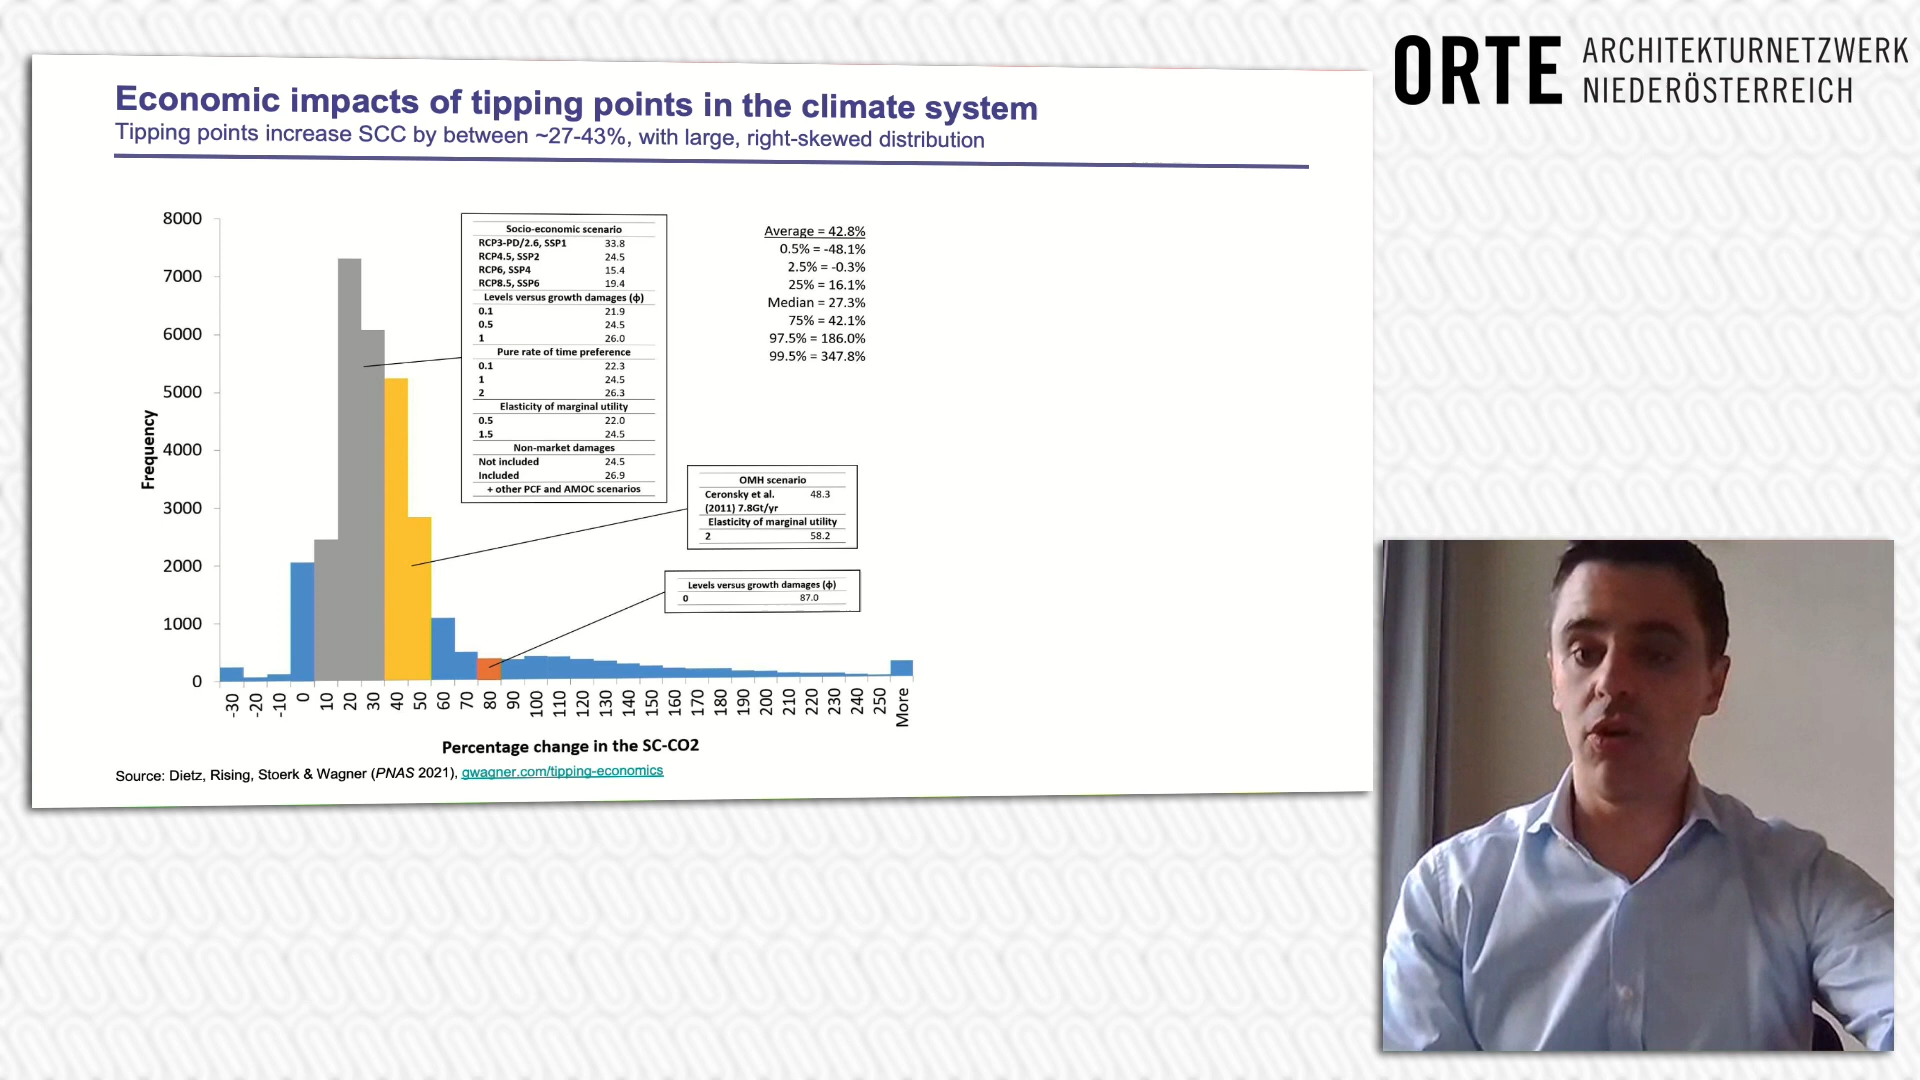 ORTE ARCHITEKTURNETZWERK
NIEDERÖSTERREICH
Economic impacts of tipping points in the climate system
Tipping points increase SCC by between ~27-43%, with large, right-skewed distribution
Frequency
8000
7000
6000
5000
4000
3000
2000
1000
0
Socio-economic scenario
RCP3-PD/2.6, SSP1 33.8
RCP4.5, SSP2 24.5
RCP6, SSP4 15.4
RCP8.5, SSP6 19.4
Levels versus growth damages (ϕ)
0.1 21.9
0.5 24.5
1 26.0
Pure rate of time preference
0.1 22.3
1 24.5
2 26.3
Elasticity of marginal utility
0.5 22.0
1.5 24.5
Non-market damages
Not included 24.5
Included 26.9
+ other PCF and AMOC scenarios
Average = 42.8%
0.5% = -48.1%
2.5% = -0.3%
25% = 16.1%
Median = 27.3%
75% = 42.1%
97.5% = 186.0%
99.5% = 347.8%
OMH scenario
Ceronsky et al. 48.3
(2011) 7.8Gt/yr
Elasticity of marginal utility
2 58.2
Levels versus growth damages (ϕ)
0 87.0
-30 -20 -10 0 10 20 30 40 50 60 70 80 90 100 110 120 130 140 150 160 170 180 190 200 210 220 230 240 250 More
Percentage change in the SC-CO2
Source: Dietz, Rising, Stoerk & Wagner (PNAS 2021), gwagner.com/tipping-economics